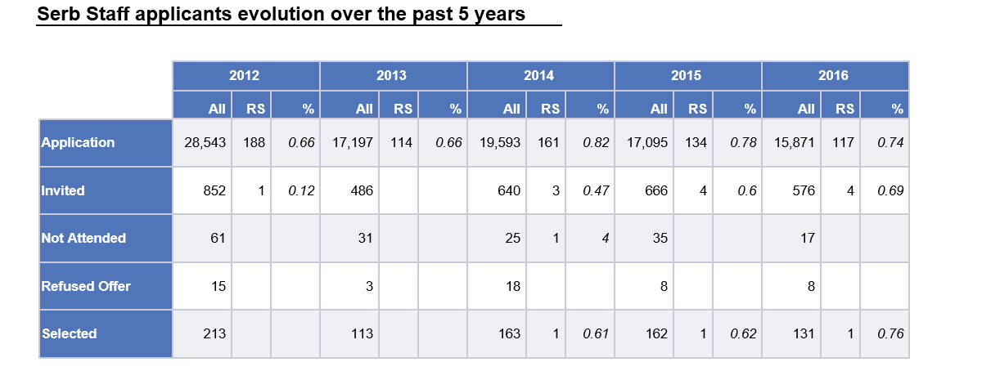 Serb Staff applicants evolution over the past 5 years
2012 2013 2014 2015 2016
All RS % All RS % All RS % All RS % All RS %
Application 28,543 188 0.66 17,197 114 0.66 19,593 161 0.82 17,095 134 0.78 15,871 117 0.74
Invited 852 1 0.12 486 640 3 0.47 666 4 0.6 576 4 0.69
Not Attended 61 31 25 1 4 35 17
Refused Offer 15 3 18 8 8
Selected 213 113 163 1 0.61 162 1 0.62 131 1 0.76